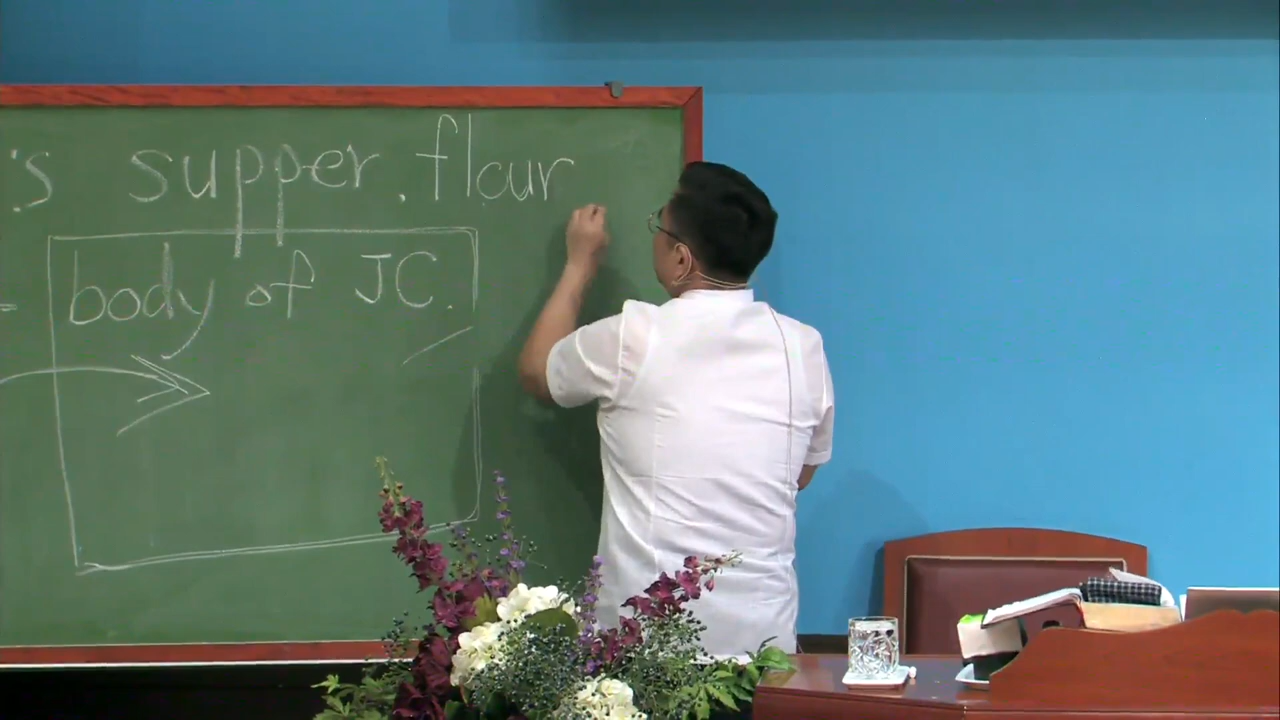 's supper. flour
= body of JC.